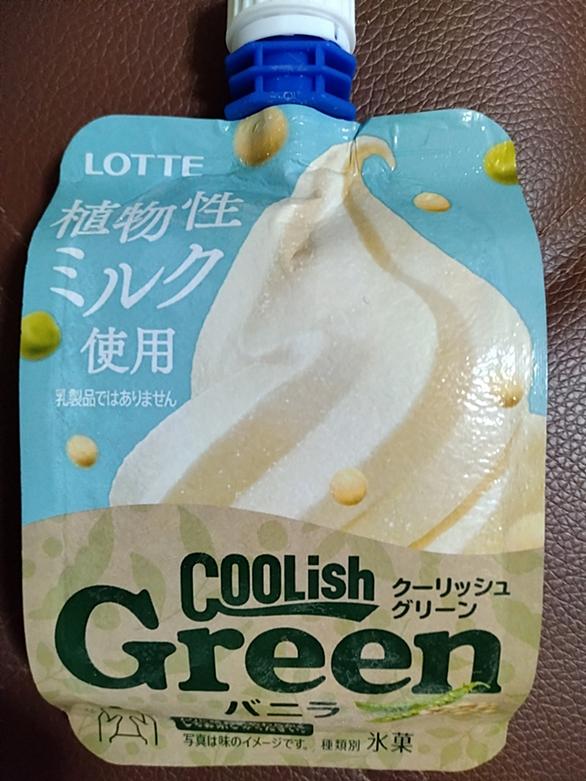 LOTTE
植物性
ミルク
使用
乳製品ではありません
COOLish
クーリッシュ
グリーン
Green
バニラ
写真は味のイメージです。 種類別 氷菓